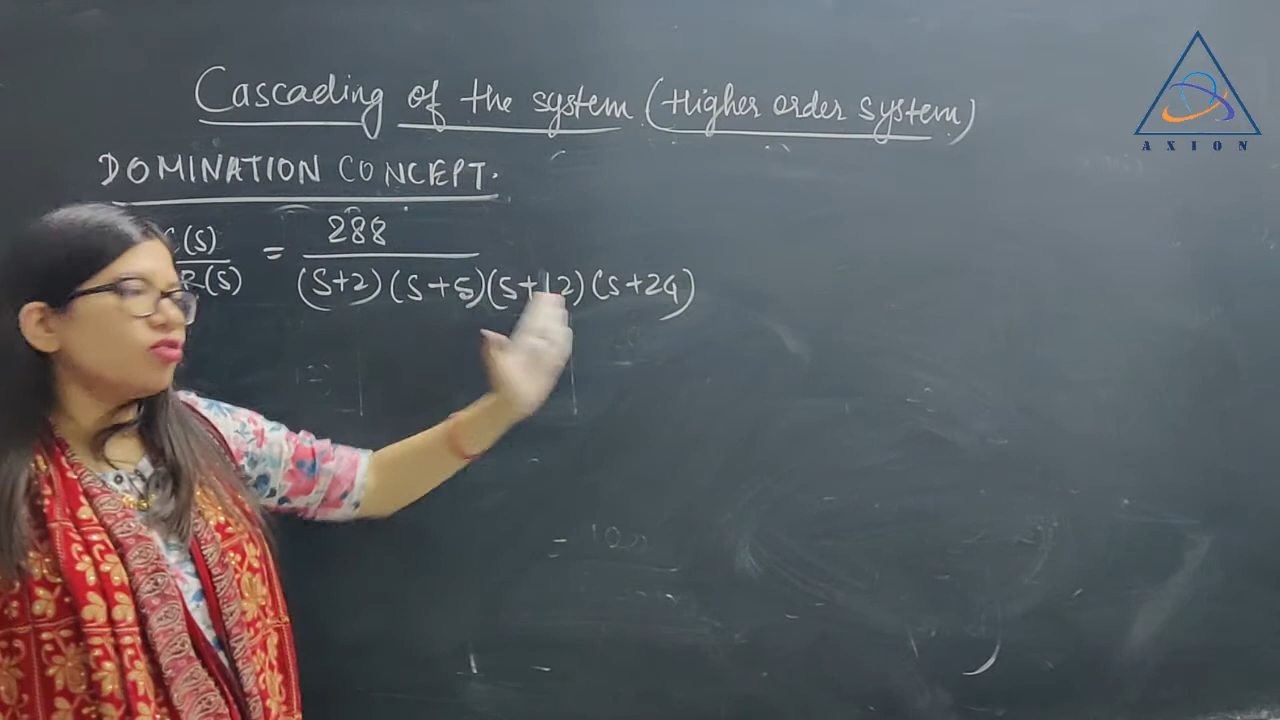 Cascading of the system (Higher order system)
AXION
DOMINATION CONCEPT.
C(S)/R(S) = 288/(S+2)(S+5)(S+12)(S+24)